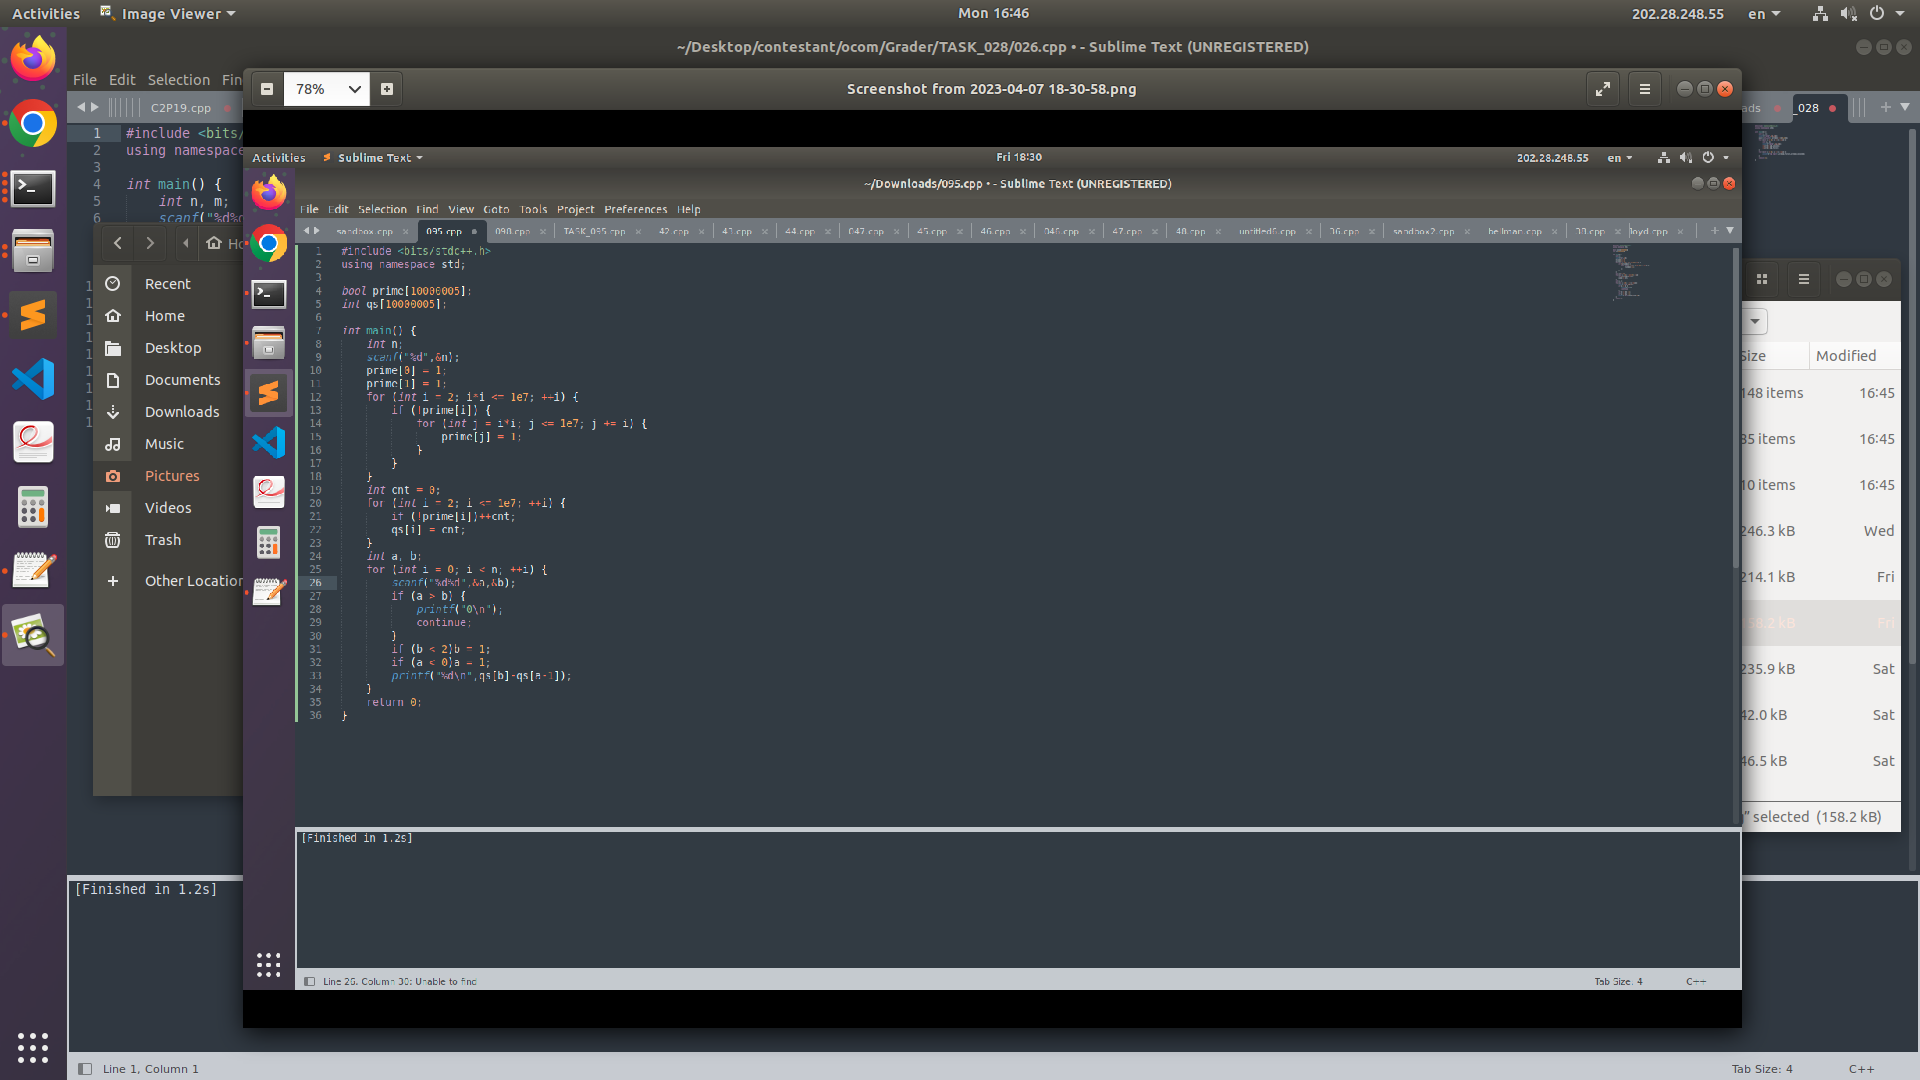 Activities
Image Viewer
Mon 16:46
202.28.248.55
en
~/Desktop/contestant/ocom/Grader/TASK_028/026.cpp • - Sublime Text (UNREGISTERED)
File Edit Selection Fin
C2P19.cpp
ads
_028
1 #include <bits/
2 using namespace
3
4 int main() {
5 int n, m;
6 scanf("%d%
Recent
Home
Desktop
Documents
Downloads
Music
Pictures
Videos
Trash
Other Location
78%
Screenshot from 2023-04-07 18-30-58.png
Activities
Sublime Text
Fri 18:30
202.28.248.55
en
~/Downloads/095.cpp • - Sublime Text (UNREGISTERED)
File Edit Selection Find View Goto Tools Project Preferences Help
sandbox.cpp 095.cpp 098.cpp TASK_095.cpp 42.cpp 43.cpp 44.cpp 047.cpp 45.cpp 46.cpp 046.cpp 47.cpp 48.cpp untitled6.cpp 36.cpp sandbox2.cpp bellman.cpp 38.cpp floyd.cpp
1 #include <bits/stdc++.h>
2 using namespace std;
3
4 bool prime[10000005];
5 int qs[10000005];
6
7 int main() {
8 int n;
9 scanf("%d",&n);
10 prime[0] = 1;
11 prime[1] = 1;
12 for (int i = 2; i*i <= 1e7; ++i) {
13 if (!prime[i]) {
14 for (int j = i*i; j <= 1e7; j += i) {
15 prime[j] = 1;
16 }
17 }
18 }
19 int cnt = 0;
20 for (int i = 2; i <= 1e7; ++i) {
21 if (!prime[i])++cnt;
22 qs[i] = cnt;
23 }
24 int a, b;
25 for (int i = 0; i < n; ++i) {
26 scanf("%d%d",&a,&b);
27 if (a > b) {
28 printf("0\n");
29 continue;
30 }
31 if (b < 2)b = 1;
32 if (a < 0)a = 1;
33 printf("%d\n",qs[b]-qs[a-1]);
34 }
35 return 0;
36 }
[Finished in 1.2s]
Line 26, Column 30: Unable to find
Tab Size: 4
C++
Size
Modified
148 items 16:45
35 items 16:45
10 items 16:45
246.3 kB Wed
214.1 kB Fri
158.2 kB Fri
235.9 kB Sat
42.0 kB Sat
46.5 kB Sat
" selected (158.2 kB)
[Finished in 1.2s]
Line 1, Column 1
Tab Size: 4
C++